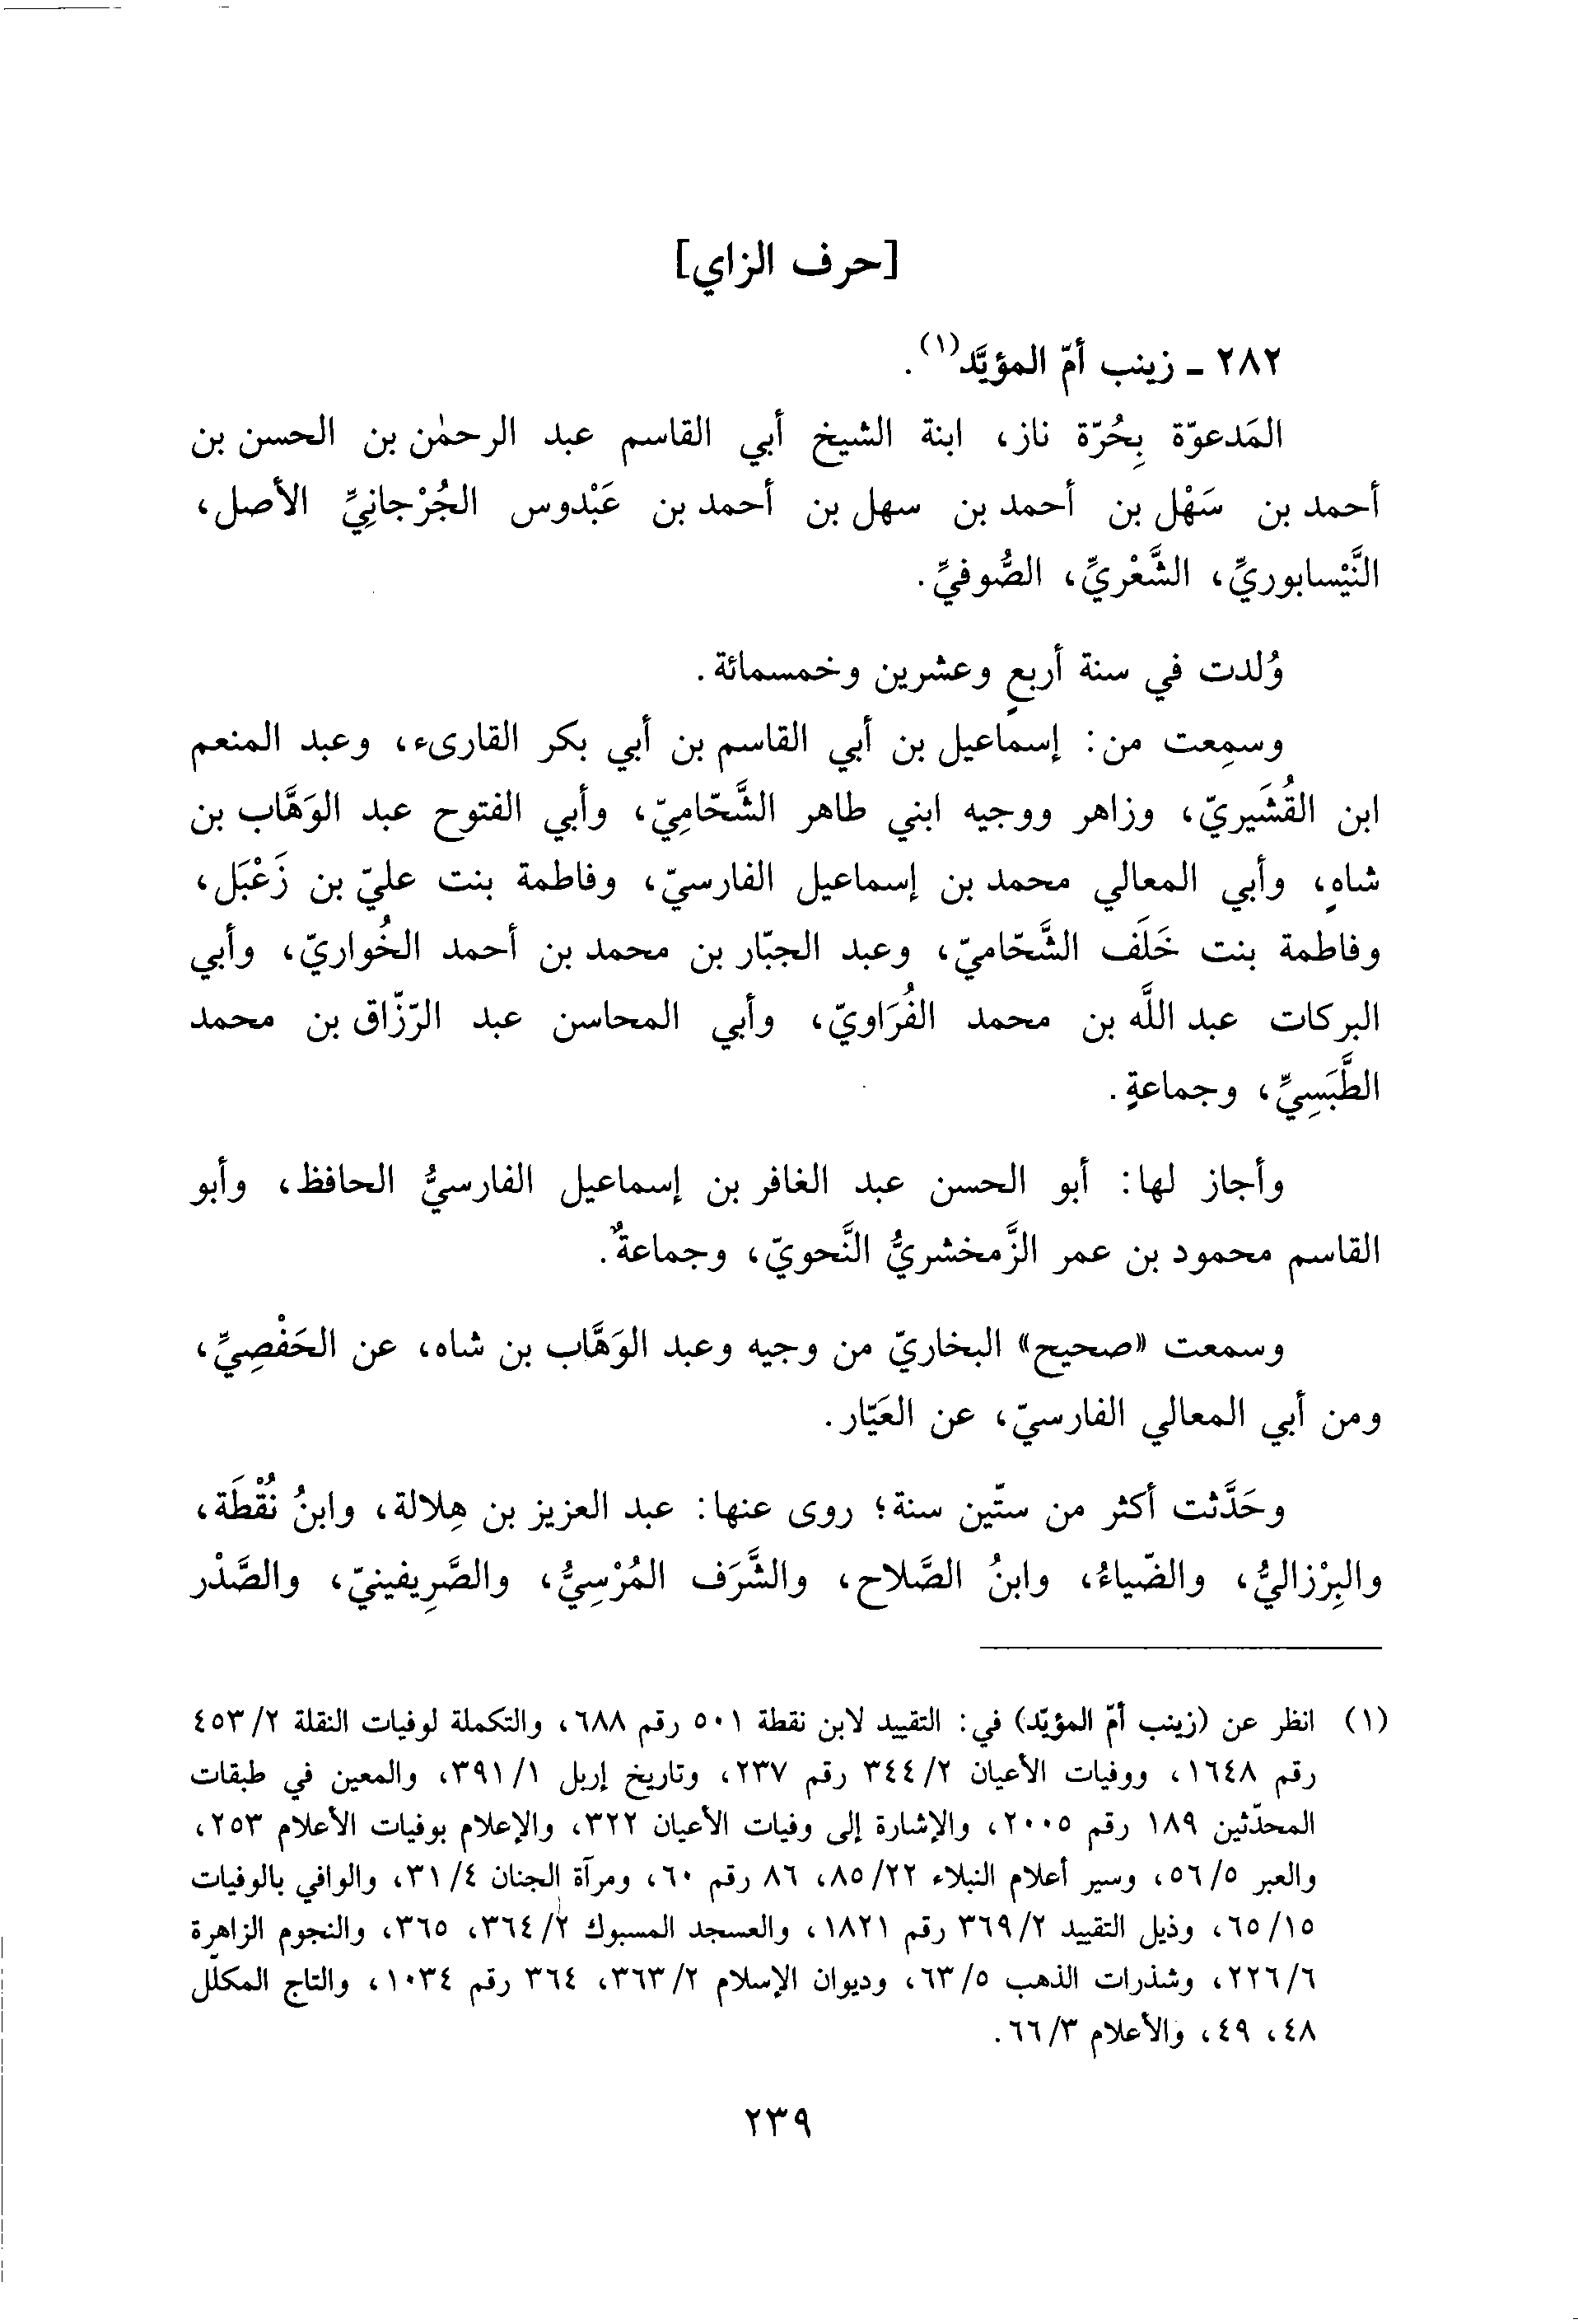 [حرف الزاي]
٢٨٢ ـ زينب أمّ المؤيَّد(١).
المَدعوّة بِحُرّة ناز، ابنة الشيخ أبي القاسم عبد الرحمٰن بن الحسن بن
أحمد بن سَهْل بن أحمد بن سهل بن أحمد بن عَبْدوس الجُرْجانِيِّ الأصل،
النَّيْسابوريِّ، الشَّعْريِّ، الصُّوفيِّ.
وُلدت في سنة أربعٍ وعشرين وخمسمائة.
وسمِعت من: إسماعيل بن أبي القاسم بن أبي بكر القارىء، وعبد المنعم
ابن القُشَيريّ، وزاهر ووجيه ابني طاهر الشَّحّامِيّ، وأبي الفتوح عبد الوَهَّاب بن
شاهٍ، وأبي المعالي محمد بن إسماعيل الفارسيّ، وفاطمة بنت عليّ بن زَعْبَل،
وفاطمة بنت خَلَف الشَّحّاميّ، وعبد الجبّار بن محمد بن أحمد الخُواريّ، وأبي
البركات عبد اللَّه بن محمد الفُرَاويّ، وأبي المحاسن عبد الرّزّاق بن محمد
الطَّبَسِيِّ، وجماعةٍ.
وأجاز لها: أبو الحسن عبد الغافر بن إسماعيل الفارسيُّ الحافظ، وأبو
القاسم محمود بن عمر الزَّمخشريُّ النَّحويّ، وجماعةٌ.
وسمعت «صحيح» البخاريّ من وجيه وعبد الوَهَّاب بن شاه، عن الحَفْصِيِّ،
ومن أبي المعالي الفارسيّ، عن العَيّار.
وحَدَّثت أكثر من ستّين سنة؛ روى عنها: عبد العزيز بن هِلالة، وابنُ نُقْطَة،
والبِرْزاليُّ، والضّياءُ، وابنُ الصَّلاح، والشَّرَف المُرْسِيُّ، والصَّرِيفينيّ، والصَّدْر
(١) انظر عن (زينب أمّ المؤيّد) في: التقييد لابن نقطة ٥٠١ رقم ٦٨٨، والتكملة لوفيات النقلة ٢/ ٤٥٣
رقم ١٦٤٨، ووفيات الأعيان ٢/ ٣٤٤ رقم ٢٣٧، وتاريخ إربل ١/ ٣٩١، والمعين في طبقات
المحدّثين ١٨٩ رقم ٢٠٠٥، والإشارة إلى وفيات الأعيان ٣٢٢، والإعلام بوفيات الأعلام ٢٥٣،
والعبر ٥/ ٥٦، وسير أعلام النبلاء ٢٢/ ٨٥، ٨٦ رقم ٦٠، ومرآة الجنان ٤/ ٣١، والوافي بالوفيات
١٥/ ٦٥، وذيل التقييد ٢/ ٣٦٩ رقم ١٨٢١، والعسجد المسبوك ٢/ ٣٦٤، ٣٦٥، والنجوم الزاهرة
٦/ ٢٢٦، وشذرات الذهب ٥/ ٦٣، وديوان الإسلام ٢/ ٣٦٣، ٣٦٤ رقم ١٠٣٤، والتاج المكلّل
٤٨، ٤٩، والأعلام ٣/ ٦٦.
٢٣٩